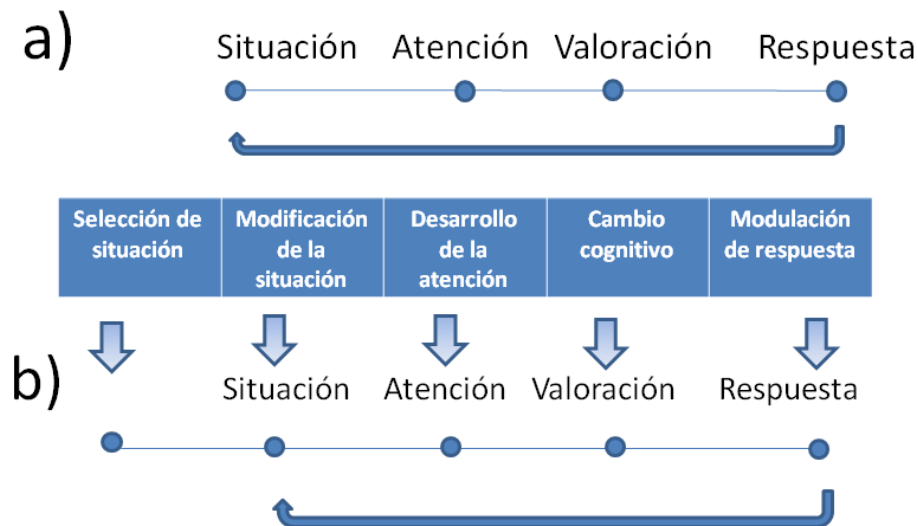 a)
Situación Atención Valoración Respuesta
Selección de
situación
Modificación
de la
situación
Desarrollo
de la
atención
Cambio
cognitivo
Modulación
de respuesta
b)
Situación Atención Valoración Respuesta